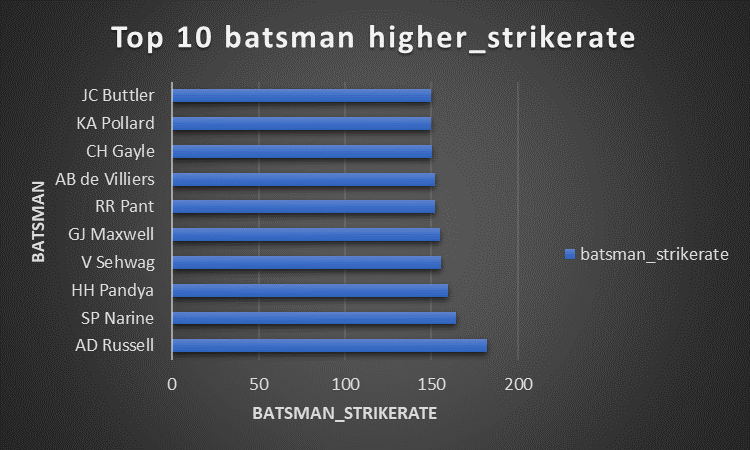 Top 10 batsman higher_strikerate
JC Buttler
KA Pollard
CH Gayle
AB de Villiers
RR Pant
GJ Maxwell
V Sehwag
HH Pandya
SP Narine
AD Russell
BATSMAN
0 50 100 150 200
BATSMAN_STRIKERATE
batsman_strikerate